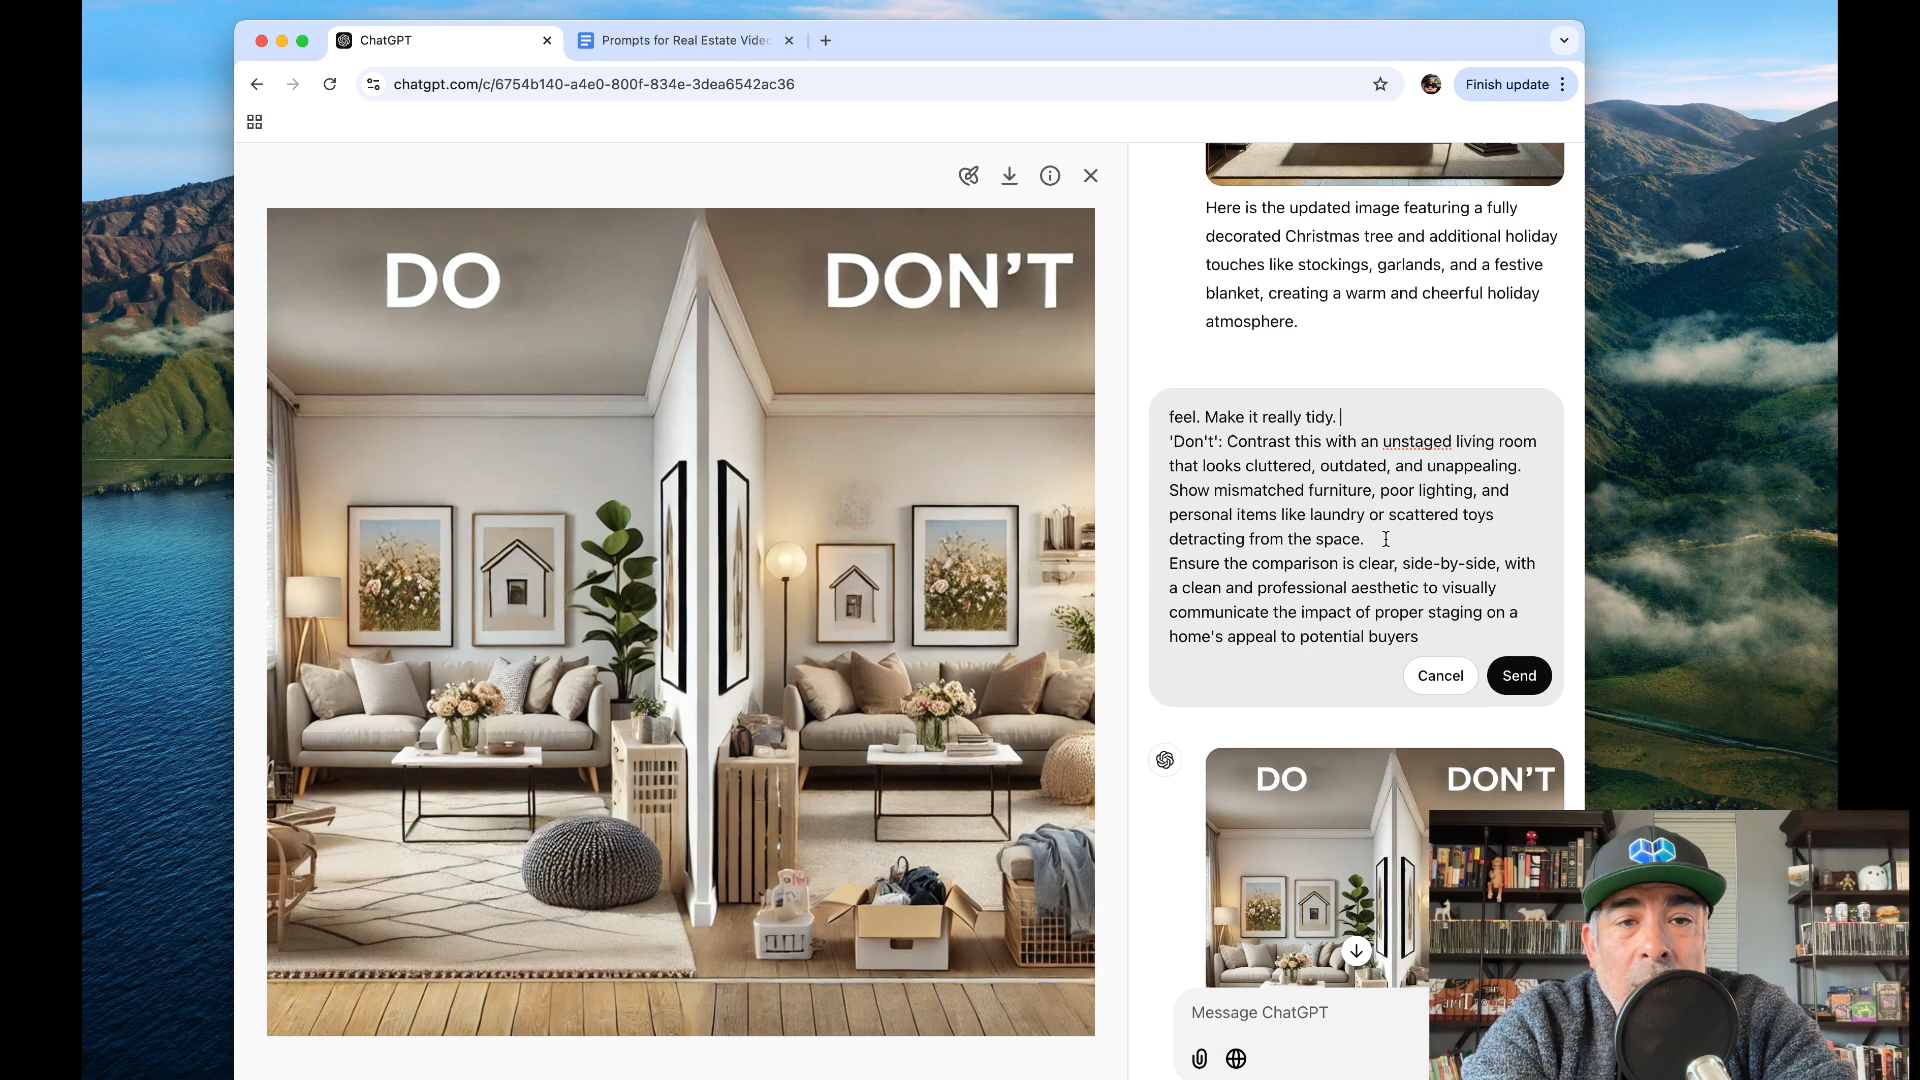 ChatGPT
Prompts for Real Estate Vide
chatgpt.com/c/6754b140-a4e0-800f-834e-3dea6542ac36
Finish update
DO
DON'T
Here is the updated image featuring a fully
decorated Christmas tree and additional holiday
touches like stockings, garlands, and a festive
blanket, creating a warm and cheerful holiday
atmosphere.
feel. Make it really tidy.
'Don't': Contrast this with an unstaged living room
that looks cluttered, outdated, and unappealing.
Show mismatched furniture, poor lighting, and
personal items like laundry or scattered toys
detracting from the space.
Ensure the comparison is clear, side-by-side, with
a clean and professional aesthetic to visually
communicate the impact of proper staging on a
home's appeal to potential buyers
Cancel
Send
DO
DON'T
Message ChatGPT